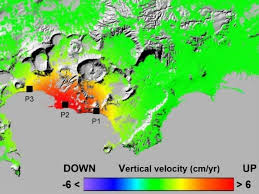 P3
P2
P1
DOWN Vertical velocity (cm/yr) UP
-6 < > 6